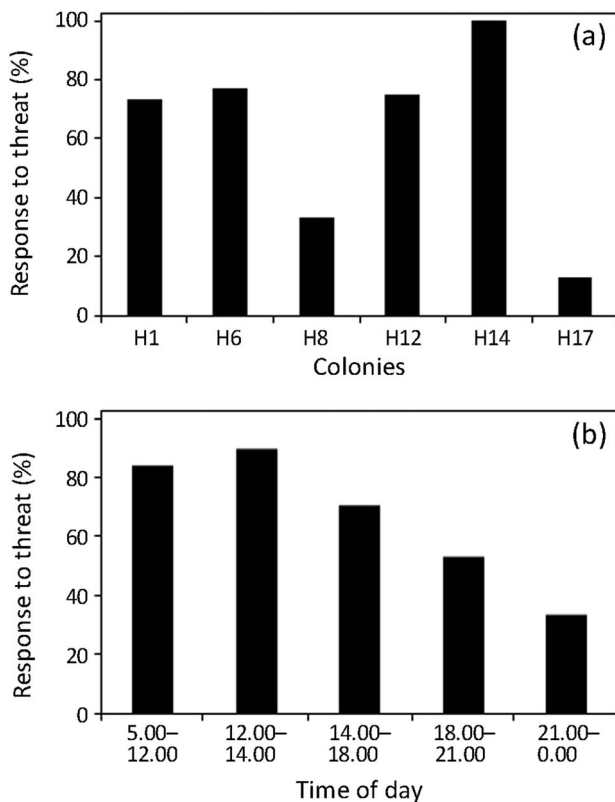 (a)
Response to threat (%)
100
80
60
40
20
0
H1 H6 H8 H12 H14 H17
Colonies
(b)
Response to threat (%)
100
80
60
40
20
0
5.00– 12.00– 14.00– 18.00– 21.00–
12.00 14.00 18.00 21.00 0.00
Time of day